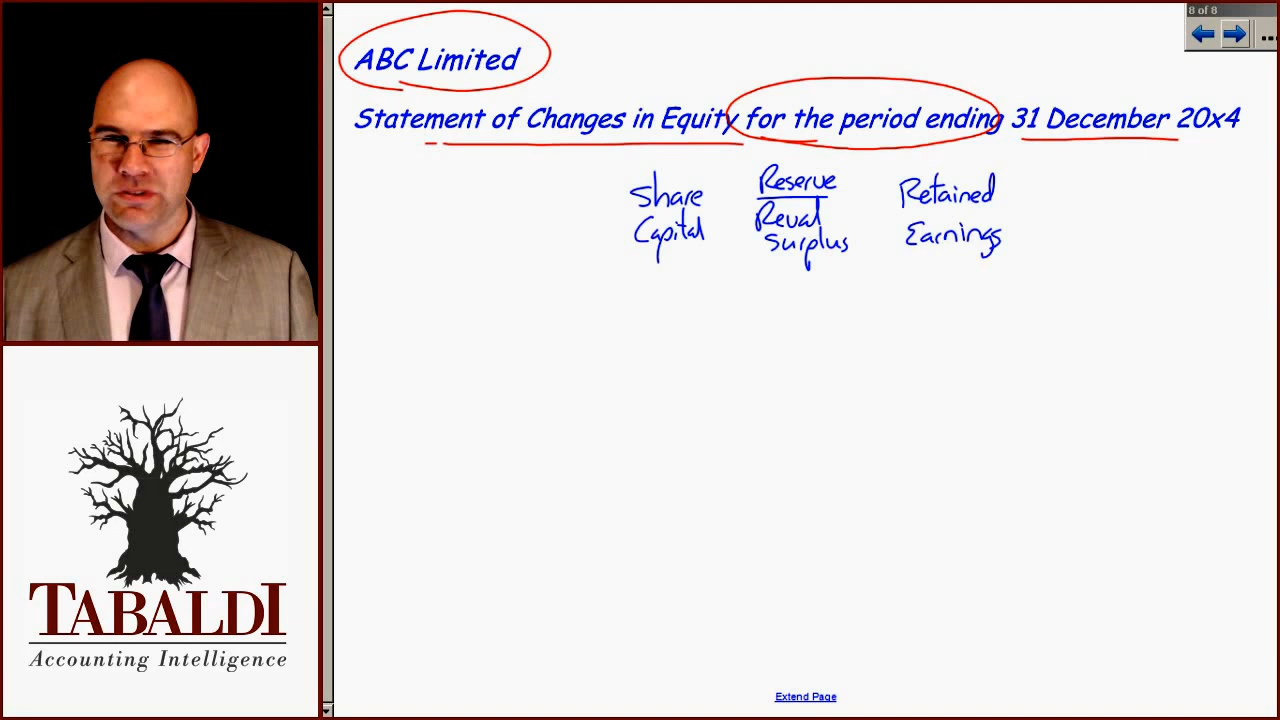 8 of 8
ABC Limited
Statement of Changes in Equity for the period ending 31 December 20x4
Share Capital
Reserve
Reval Surplus
Retained Earnings
TABALDI
Accounting Intelligence
Extend Page